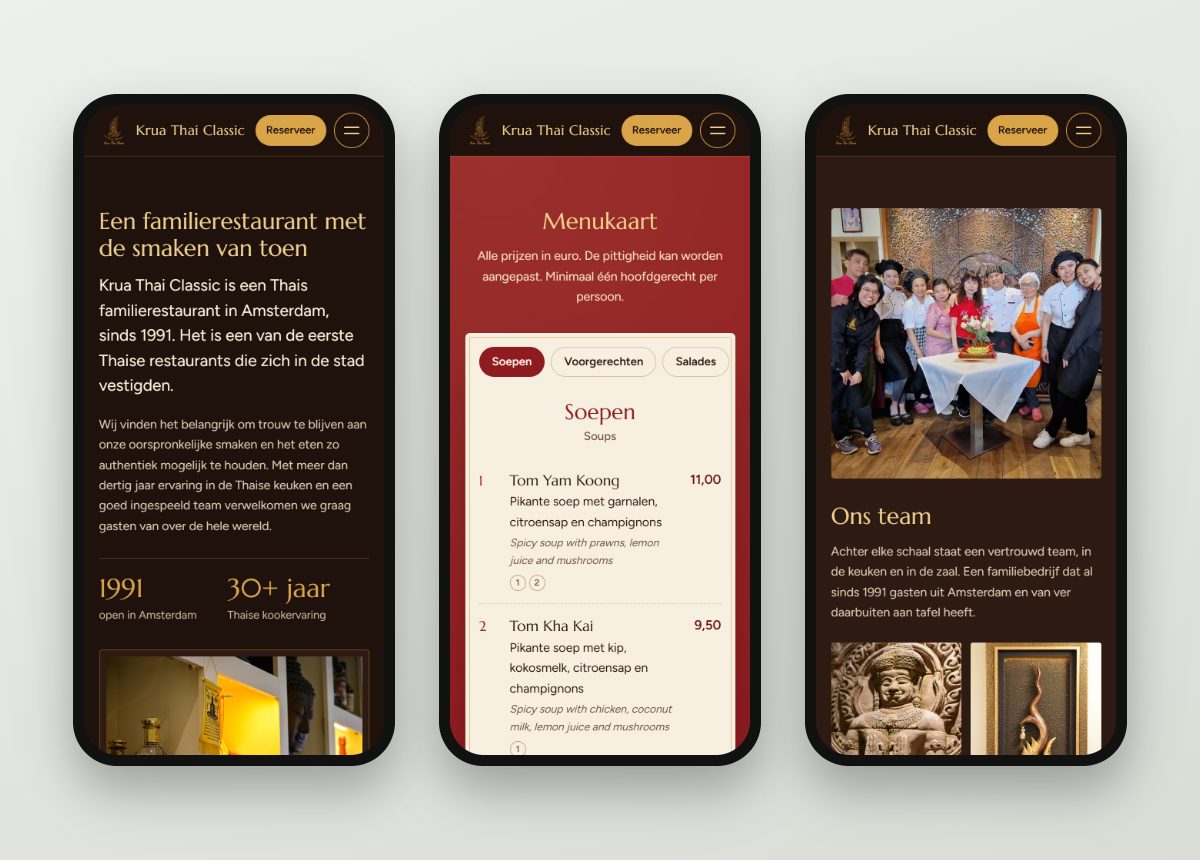 Krua Thai Classic
Reserveer
Een familierestaurant met
de smaken van toen
Krua Thai Classic is een Thais
familierestaurant in Amsterdam,
sinds 1991. Het is een van de eerste
Thaise restaurants die zich in de stad
vestigden.
Wij vinden het belangrijk om trouw te blijven aan
onze oorspronkelijke smaken en het eten zo
authentiek mogelijk te houden. Met meer dan
dertig jaar ervaring in de Thaise keuken en een
goed ingespeeld team verwelkomen we graag
gasten van over de hele wereld.
1991
open in Amsterdam
30+ jaar
Thaise kookervaring
Krua Thai Classic
Reserveer
Menukaart
Alle prijzen in euro. De pittigheid kan worden
aangepast. Minimaal één hoofdgerecht per
persoon.
Soepen
Voorgerechten
Salades
Soepen
Soups
1 Tom Yam Koong 11,00
Pikante soep met garnalen,
citroensap en champignons
Spicy soup with prawns, lemon
juice and mushrooms
1 2
2 Tom Kha Kai 9,50
Pikante soep met kip,
kokosmelk, citroensap en
champignons
Spicy soup with chicken, coconut
milk, lemon juice and mushrooms
1
Krua Thai Classic
Reserveer
Ons team
Achter elke schaal staat een vertrouwd team, in
de keuken en in de zaal. Een familiebedrijf dat al
sinds 1991 gasten uit Amsterdam en van ver
daarbuiten aan tafel heeft.